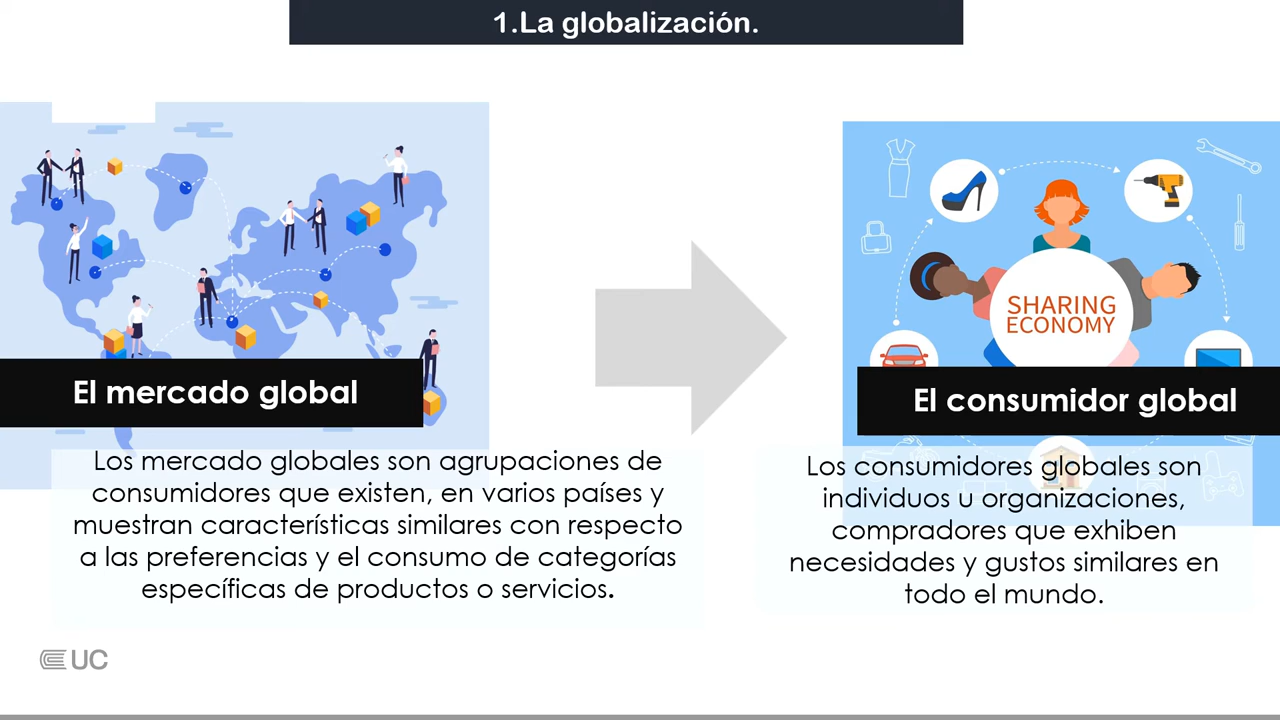 1.La globalización.
El mercado global
Los mercado globales son agrupaciones de
consumidores que existen, en varios países y
muestran características similares con respecto
a las preferencias y el consumo de categorías
específicas de productos o servicios.
SHARING
ECONOMY
El consumidor global
Los consumidores globales son
individuos u organizaciones,
compradores que exhiben
necesidades y gustos similares en
todo el mundo.
UC